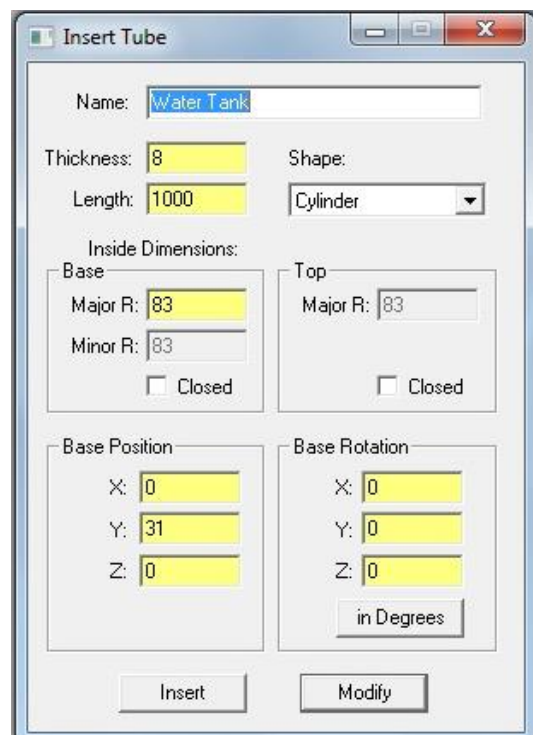 Insert Tube
Name: Water Tank
Thickness: 8 Shape:
Length: 1000 Cylinder
Inside Dimensions:
Base Top
Major R: 83 Major R: 83
Minor R: 83
Closed Closed
Base Position Base Rotation
X: 0 X: 0
Y: 31 Y: 0
Z: 0 Z: 0
in Degrees
Insert Modify